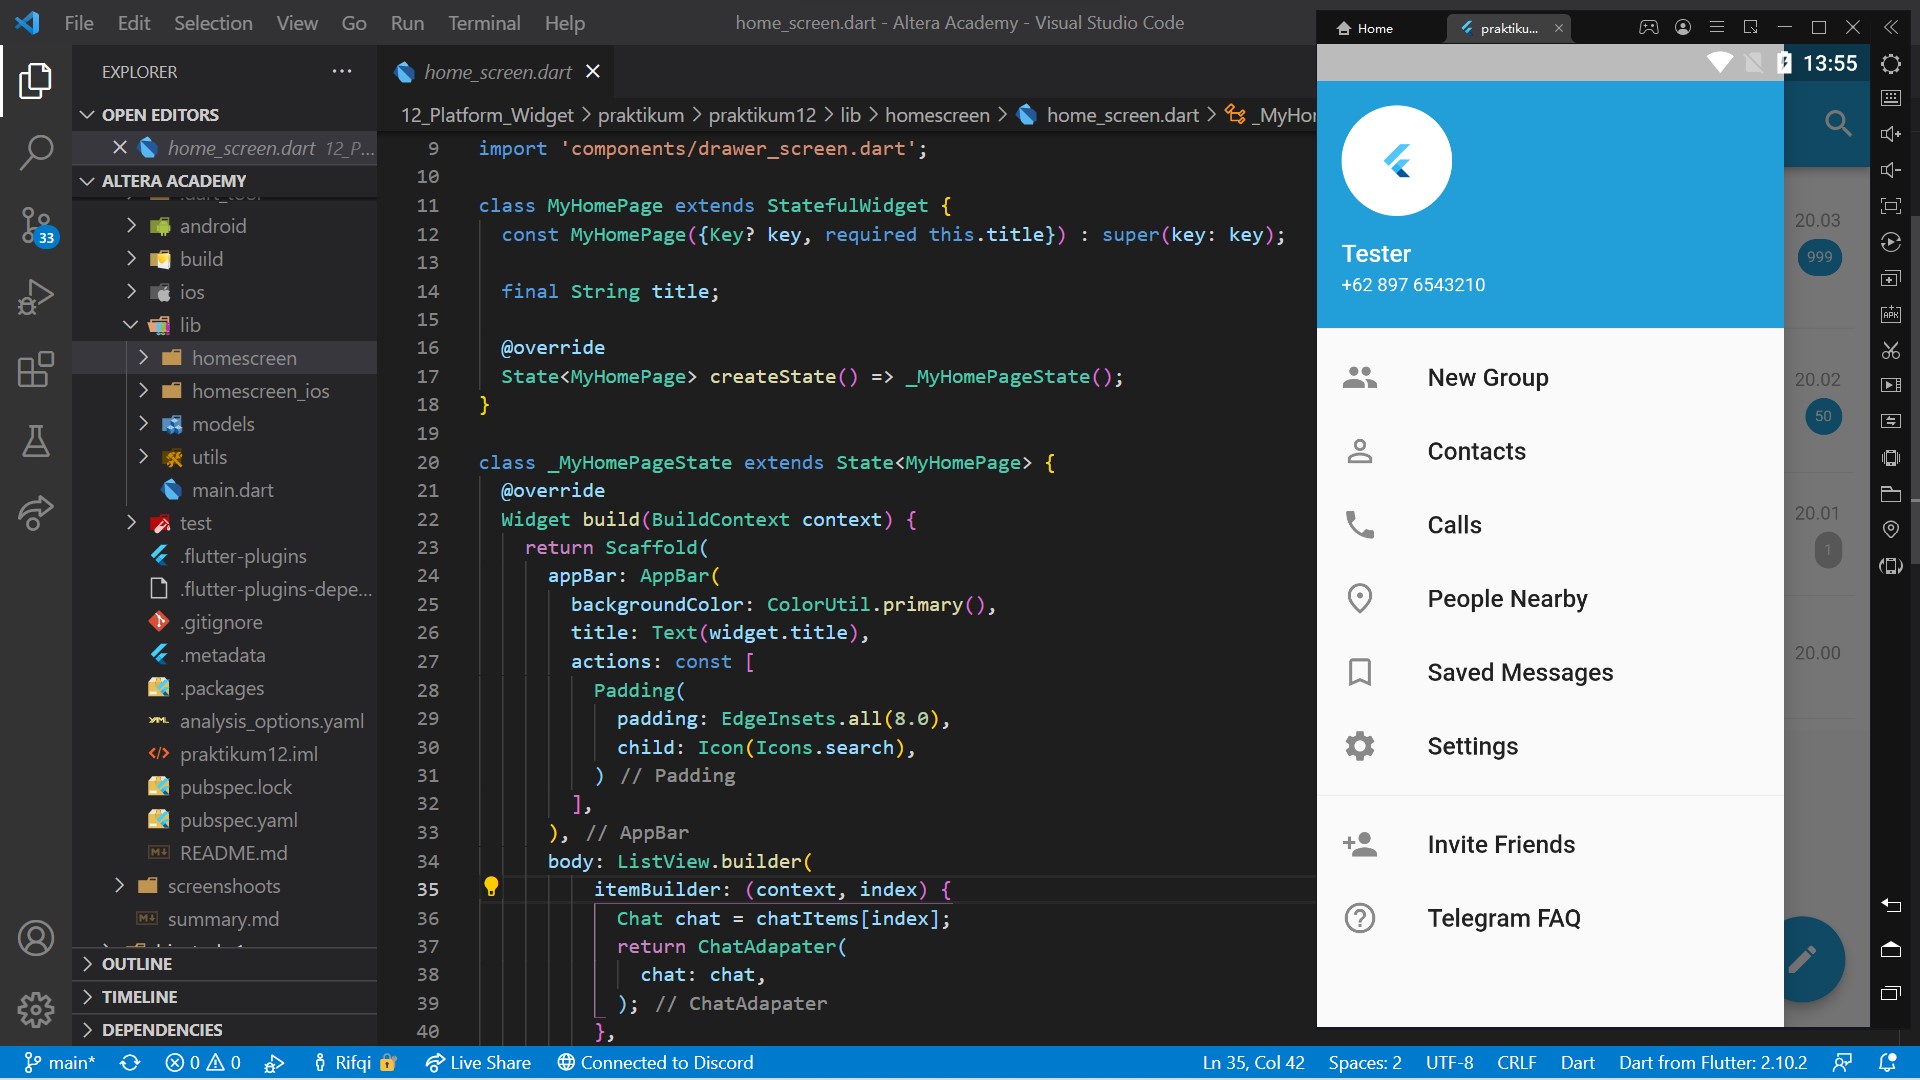 File Edit Selection View Go Run Terminal Help
home_screen.dart - Altera Academy - Visual Studio Code
EXPLORER
OPEN EDITORS
home_screen.dart 12_P...
ALTERA ACADEMY
.dart_tool
android
build
ios
lib
homescreen
homescreen_ios
models
utils
main.dart
test
.flutter-plugins
.flutter-plugins-depe...
.gitignore
.metadata
.packages
analysis_options.yaml
praktikum12.iml
pubspec.lock
pubspec.yaml
README.md
screenshoots
summary.md
OUTLINE
TIMELINE
DEPENDENCIES
33
home_screen.dart
12_Platform_Widget > praktikum > praktikum12 > lib > homescreen > home_screen.dart > _MyHor
9 import 'components/drawer_screen.dart';
10
11 class MyHomePage extends StatefulWidget {
12 const MyHomePage({Key? key, required this.title}) : super(key: key);
13
14 final String title;
15
16 @override
17 State<MyHomePage> createState() => _MyHomePageState();
18 }
19
20 class _MyHomePageState extends State<MyHomePage> {
21 @override
22 Widget build(BuildContext context) {
23 return Scaffold(
24 appBar: AppBar(
25 backgroundColor: ColorUtil.primary(),
26 title: Text(widget.title),
27 actions: const [
28 Padding(
29 padding: EdgeInsets.all(8.0),
30 child: Icon(Icons.search),
31 ) // Padding
32 ],
33 ), // AppBar
34 body: ListView.builder(
35 itemBuilder: (context, index) {
36 Chat chat = chatItems[index];
37 return ChatAdapater(
38 chat: chat,
39 ); // ChatAdapater
40 },
Home praktiku...
13:55
Tester
+62 897 6543210
New Group
Contacts
Calls
People Nearby
Saved Messages
Settings
Invite Friends
Telegram FAQ
20.03
999
20.02
50
20.01
1
20.00
APK
main* 0 0 Rifqi Live Share Connected to Discord
Ln 35, Col 42 Spaces: 2 UTF-8 CRLF Dart Dart from Flutter: 2.10.2